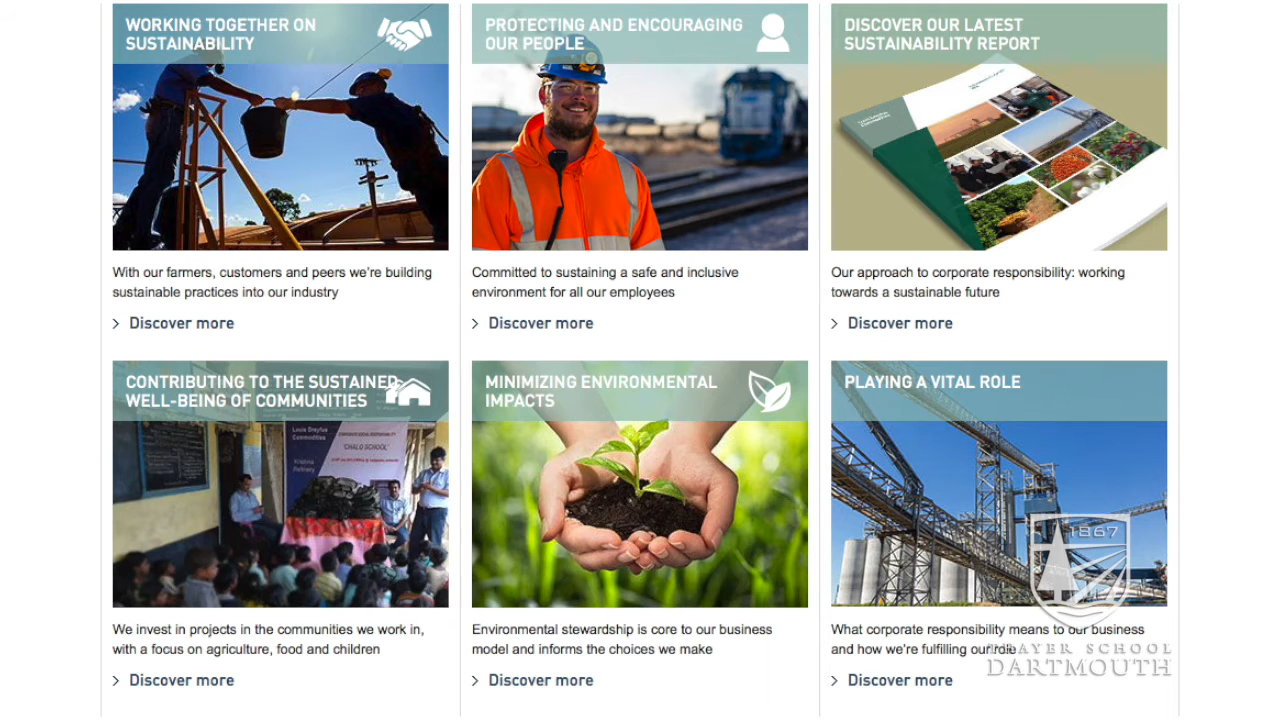 WORKING TOGETHER ON
SUSTAINABILITY
With our farmers, customers and peers we're building
sustainable practices into our industry
Discover more
PROTECTING AND ENCOURAGING
OUR PEOPLE
Committed to sustaining a safe and inclusive
environment for all our employees
Discover more
DISCOVER OUR LATEST
SUSTAINABILITY REPORT
Our approach to corporate responsibility: working
towards a sustainable future
Discover more
CONTRIBUTING TO THE SUSTAINED
WELL-BEING OF COMMUNITIES
Louis Dreyfus
Commodities
"CHALO SCHOOL"
Krishna
Refinery
We invest in projects in the communities we work in,
with a focus on agriculture, food and children
Discover more
MINIMIZING ENVIRONMENTAL
IMPACTS
Environmental stewardship is core to our business
model and informs the choices we make
Discover more
PLAYING A VITAL ROLE
What corporate responsibility means to our business
and how we're fulfilling our role
Discover more
1867
THAYER SCHOOL
DARTMOUTH